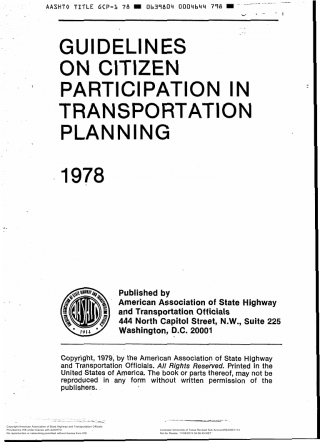 AASHTO TITLE GCP-1 78 ■ 0639804 0004644 798 ■
GUIDELINES
ON CITIZEN
PARTICIPATION IN
TRANSPORTATION
PLANNING
1978
AASHTO
1914
Published by
American Association of State Highway
and Transportation Officials
444 North Capitol Street, N.W., Suite 225
Washington, D.C. 20001
Copyright, 1979, by the American Association of State Highway
and Transportation Officials. All Rights Reserved. Printed in the
United States of America. The book or parts thereof, may not be
reproduced in any form without written permission of the
publishers.